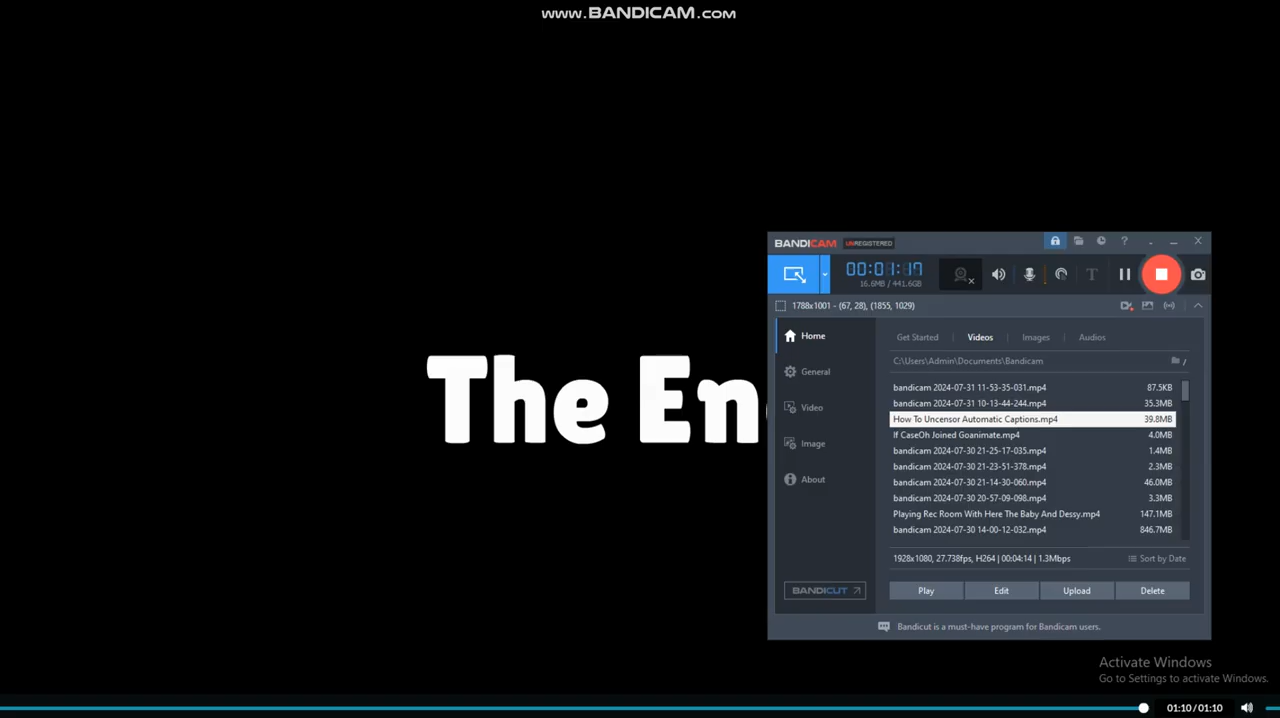 www.BANDICAM.com
BANDICAM UNREGISTERED
00:01:17
16.6MB / 441.6GB
1788x1001 - (67, 28), (1855, 1029)
Home
General
Video
Image
About
BANDICUT
Get Started Videos Images Audios
C:\Users\Admin\Documents\Bandicam
bandicam 2024-07-31 11-53-35-031.mp4 87.5KB
bandicam 2024-07-31 10-13-44-244.mp4 35.3MB
How To Uncensor Automatic Captions.mp4 39.8MB
If CaseOh Joined Goanimate.mp4 4.0MB
bandicam 2024-07-30 21-25-17-035.mp4 1.4MB
bandicam 2024-07-30 21-23-51-378.mp4 2.3MB
bandicam 2024-07-30 21-14-30-060.mp4 46.0MB
bandicam 2024-07-30 20-57-09-098.mp4 3.3MB
Playing Rec Room With Here The Baby And Dessy.mp4 147.1MB
bandicam 2024-07-30 14-00-12-032.mp4 846.7MB
1928x1080, 27.738fps, H264 | 00:04:14 | 1.3Mbps Sort by Date
Play Edit Upload Delete
Bandicut is a must-have program for Bandicam users.
The En
Activate Windows
Go to Settings to activate Windows.
01:10/01:10